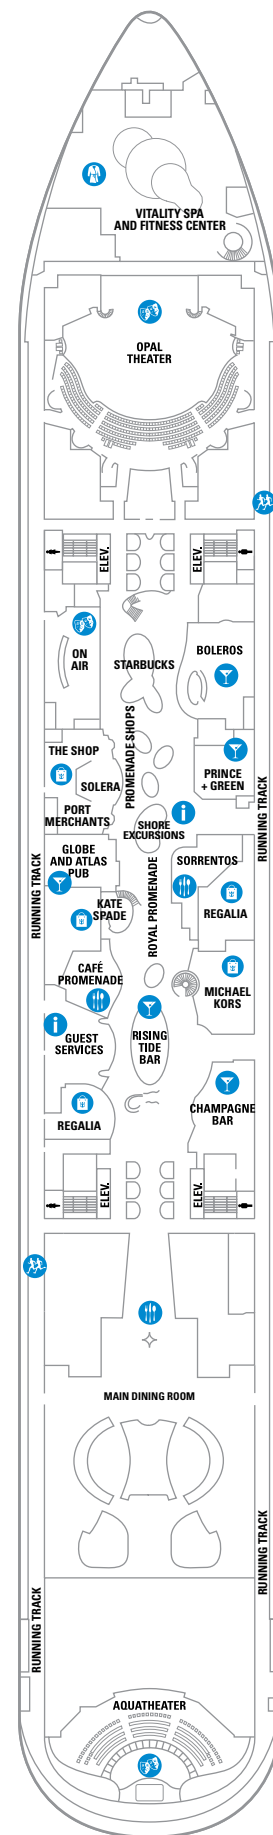 VITALITY SPA
AND FITNESS CENTER
OPAL
THEATER
ELEV.
ELEV.
ON
AIR
STARBUCKS
BOLEROS
PROMENADE SHOPS
THE SHOP
SOLERA
PORT
MERCHANTS
PRINCE
+ GREEN
i
SHORE
EXCURSIONS
RUNNING TRACK
RUNNING TRACK
GLOBE
AND ATLAS
PUB
ROYAL PROMENADE
SORRENTOS
KATE
SPADE
REGALIA
CAFÉ
PROMENADE
MICHAEL
KORS
i
GUEST
SERVICES
RISING
TIDE
BAR
REGALIA
CHAMPAGNE
BAR
ELEV.
ELEV.
MAIN DINING ROOM
RUNNING TRACK
RUNNING TRACK
AQUATHEATER